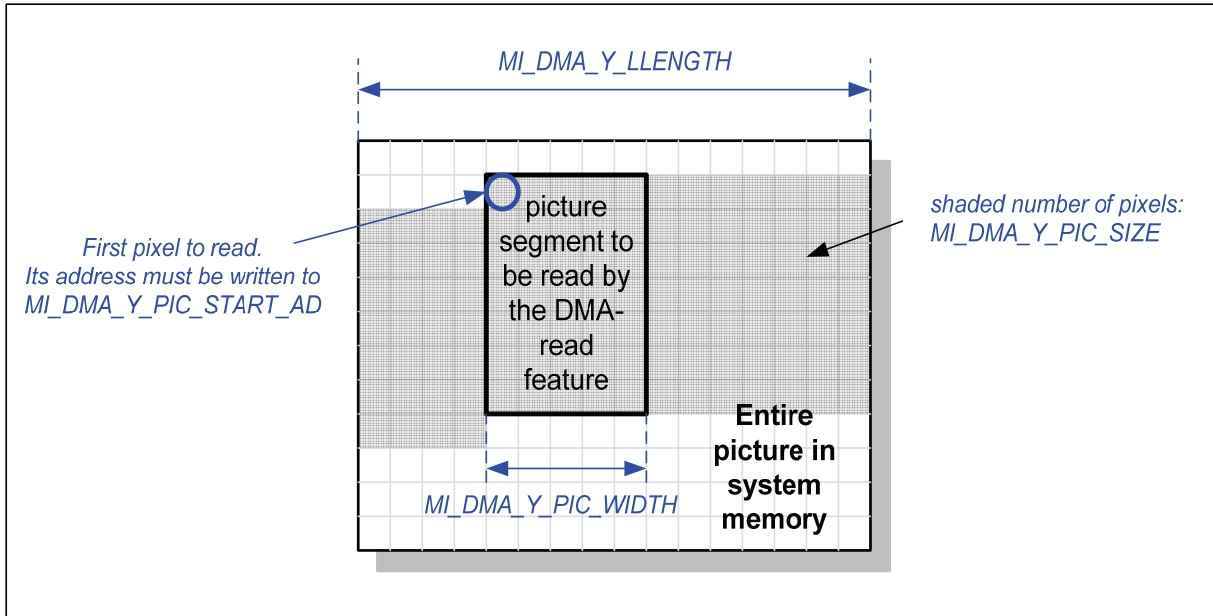 MI_DMA_Y_LLENGTH
First pixel to read.
Its address must be written to
MI_DMA_Y_PIC_START_AD
picture
segment to
be read by
the DMA-
read
feature
shaded number of pixels:
MI_DMA_Y_PIC_SIZE
MI_DMA_Y_PIC_WIDTH
Entire
picture in
system
memory